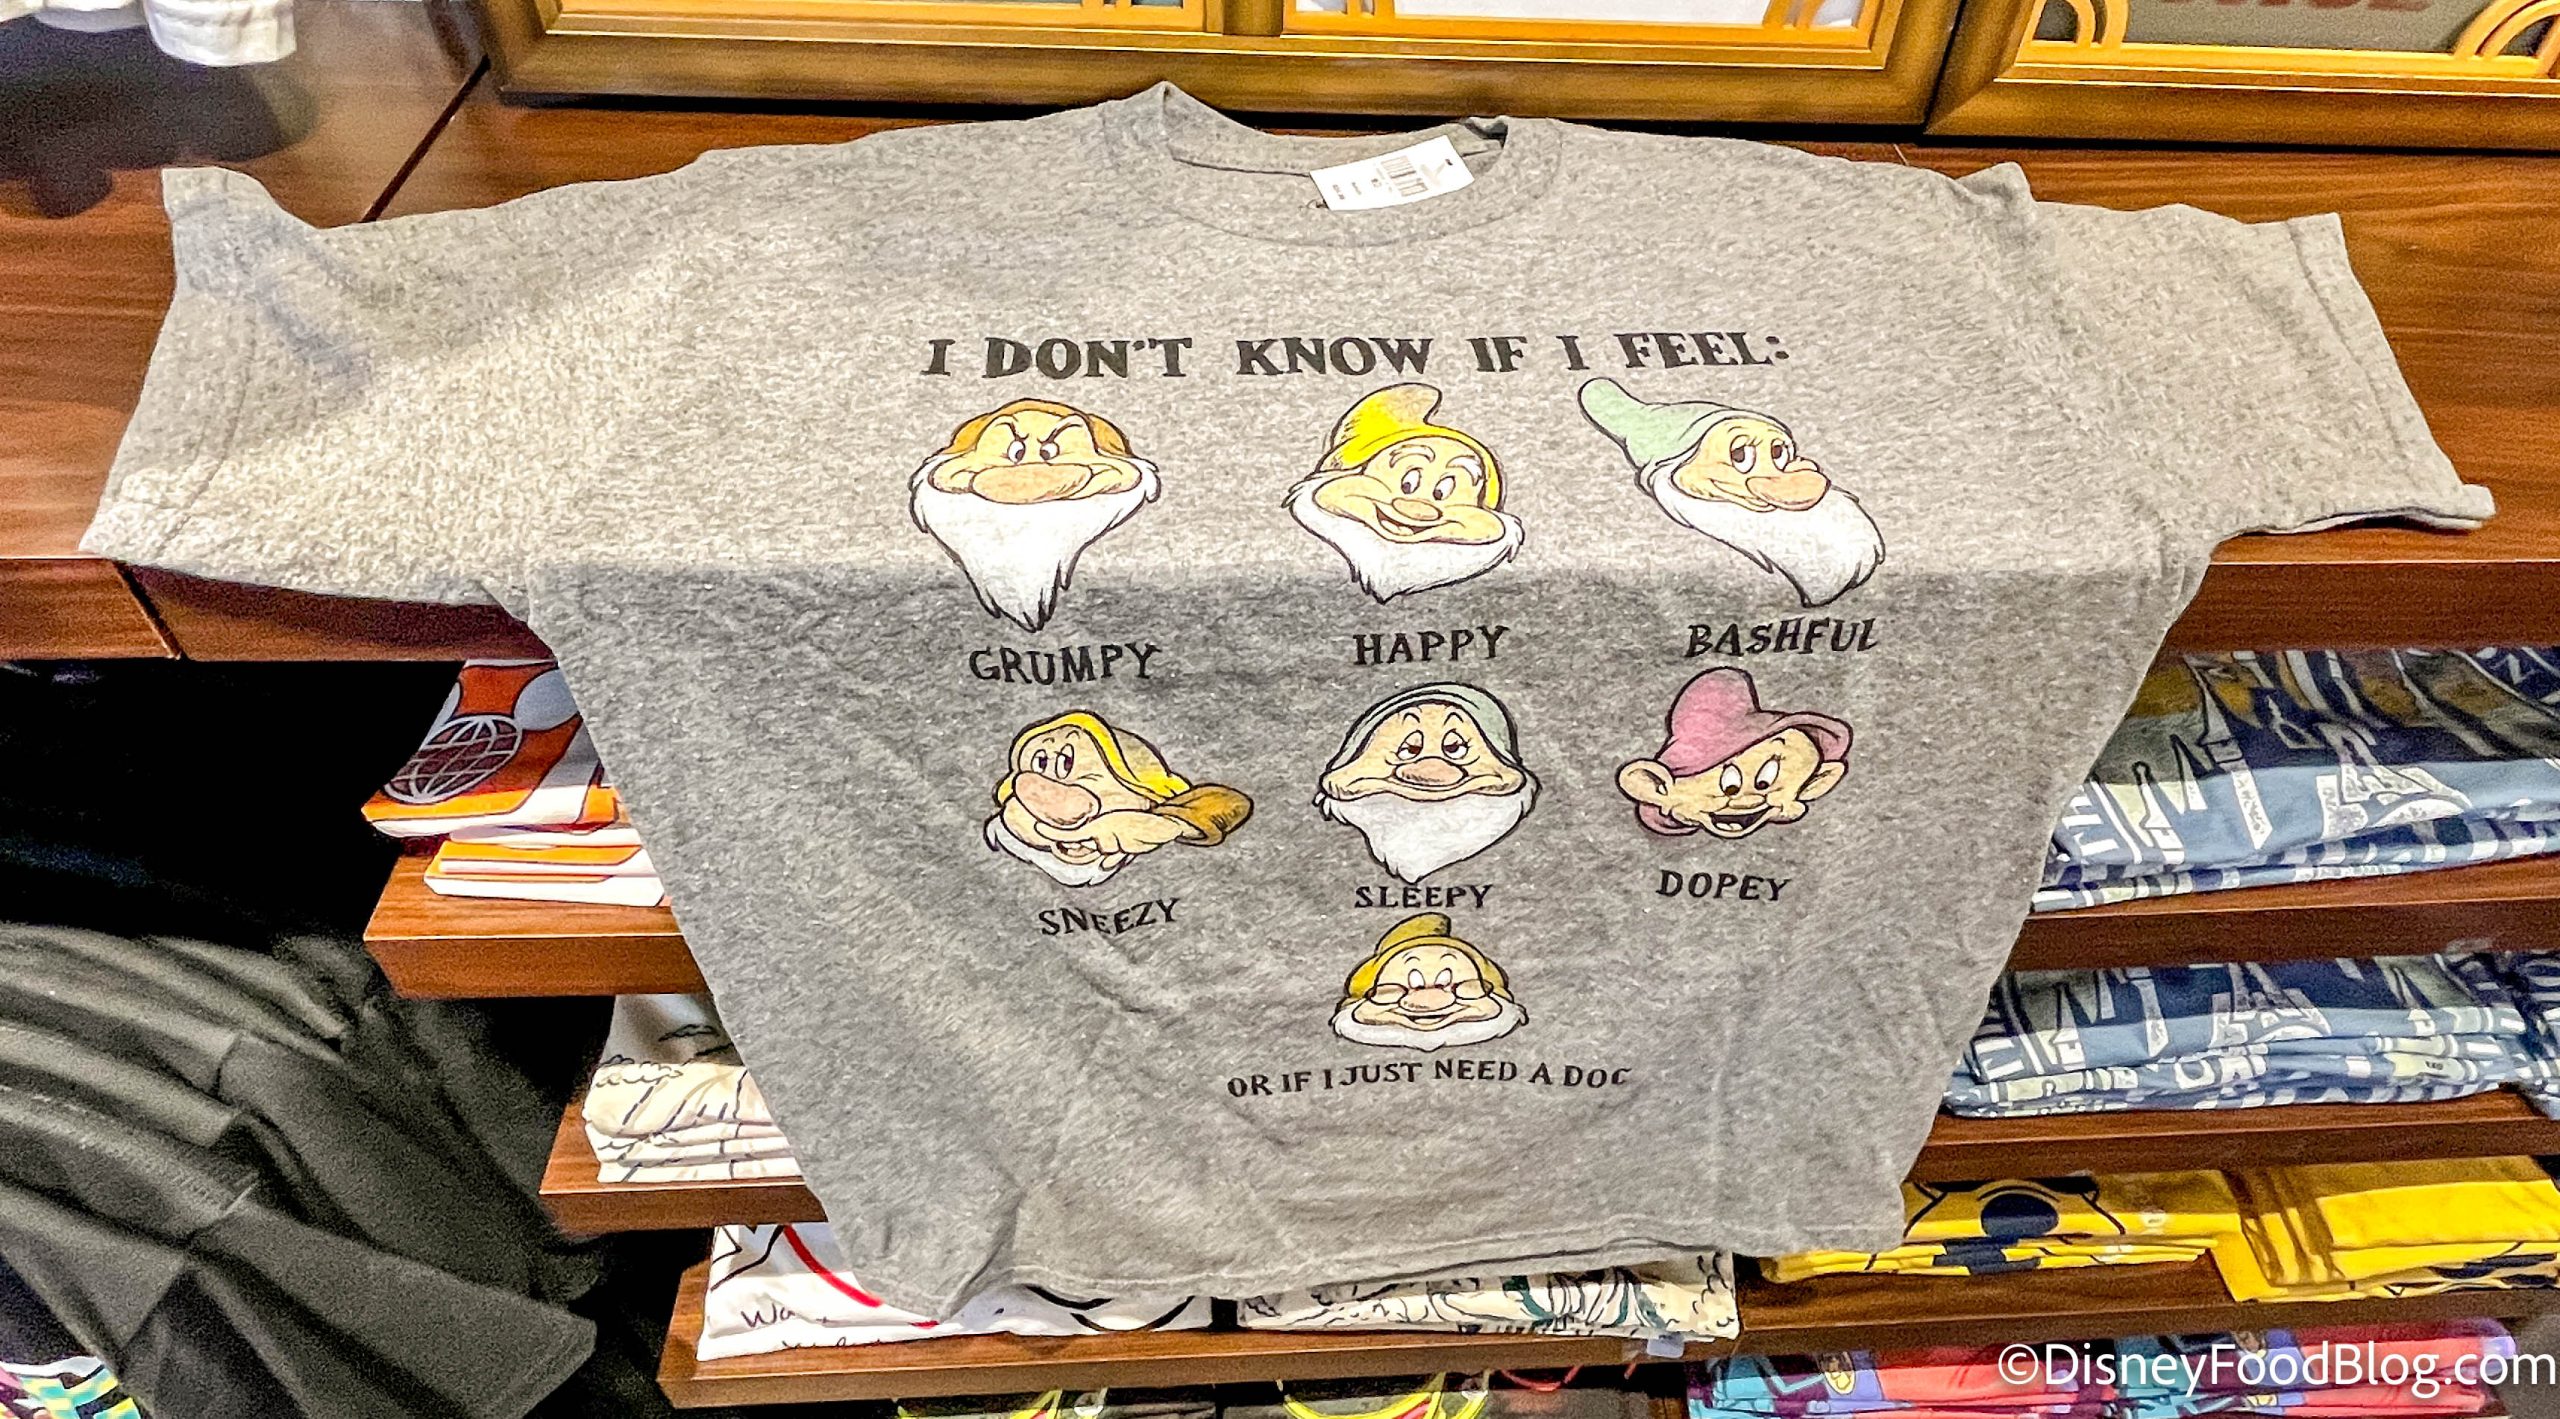 I DON'T KNOW IF I FEEL:
GRUMPY HAPPY BASHFUL
SNEEZY SLEEPY DOPEY
OR IF I JUST NEED A DOC
©DisneyFoodBlog.com